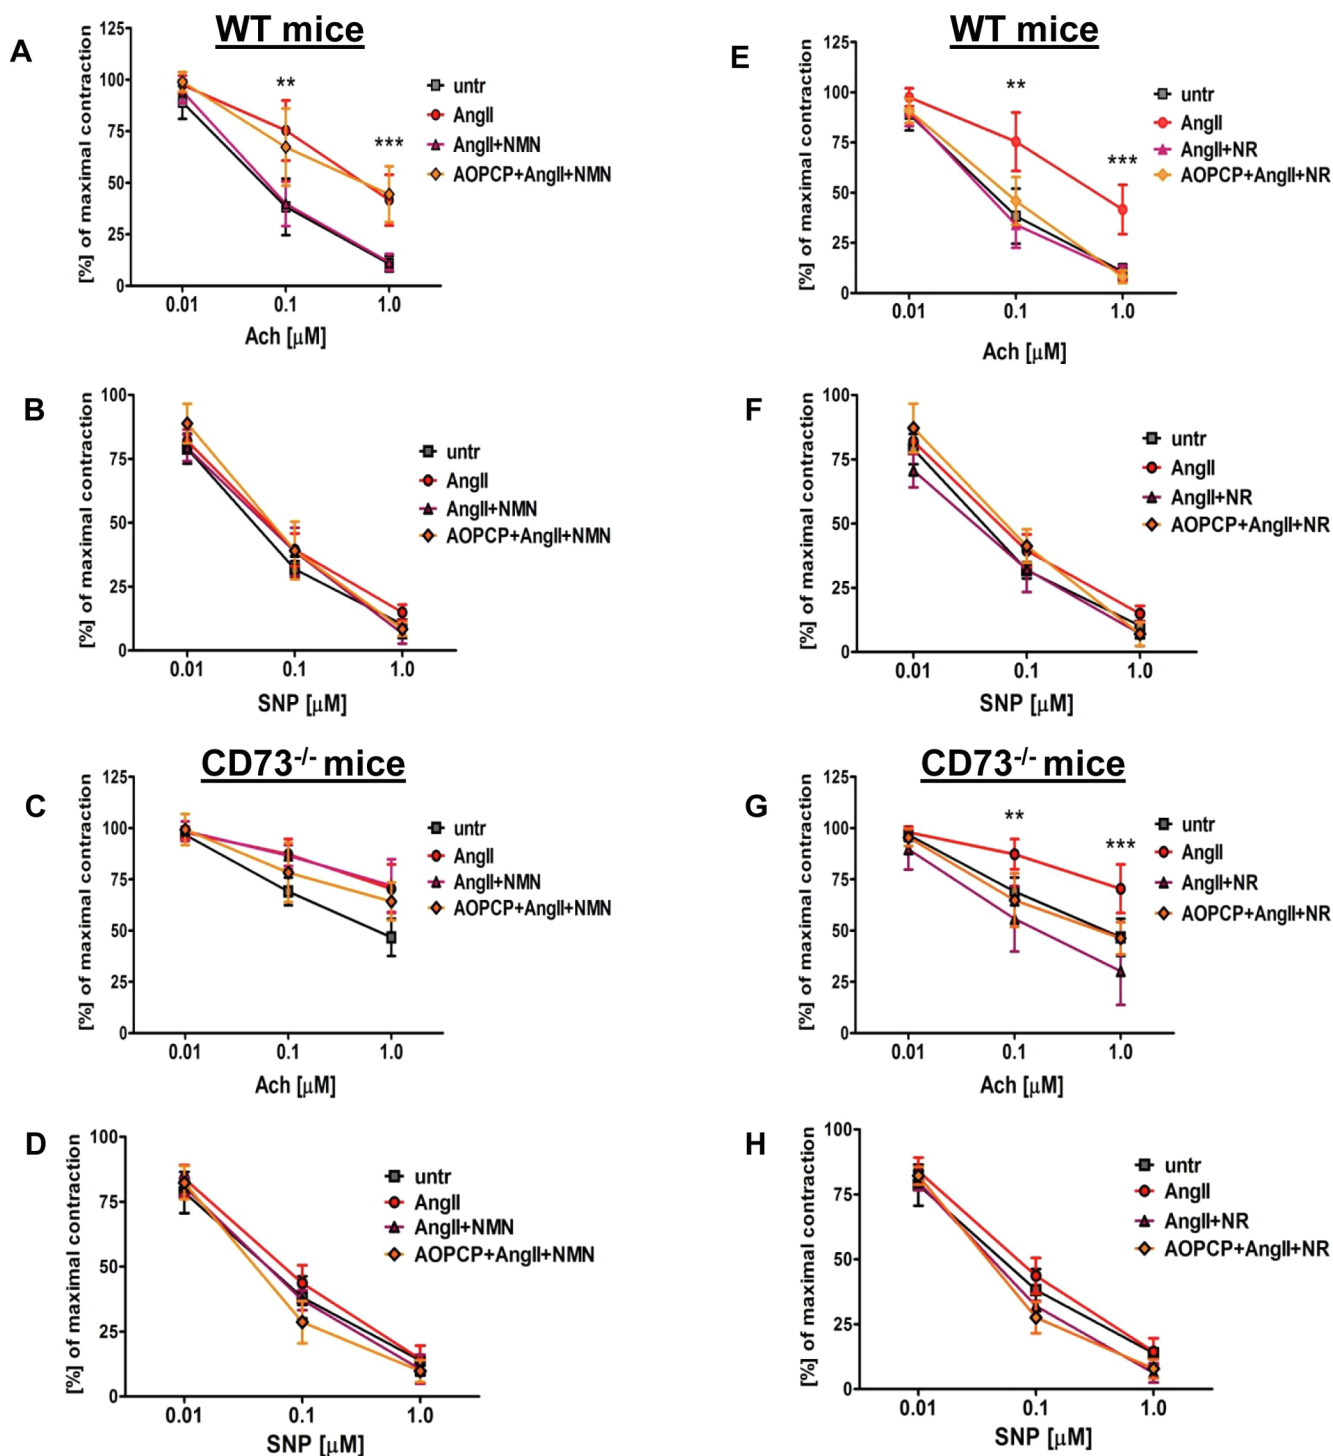 WT mice
A
[%] of maximal contraction
125
100
75
50
25
0
**
***
untr
AngII
AngII+NMN
AOPCP+AngII+NMN
0.01 0.1 1.0
Ach [μM]
B
[%] of maximal contraction
100
75
50
25
0
untr
AngII
AngII+NMN
AOPCP+AngII+NMN
0.01 0.1 1.0
SNP [μM]
CD73-/- mice
C
[%] of maximal contraction
125
100
75
50
25
0
untr
AngII
AngII+NMN
AOPCP+AngII+NMN
0.01 0.1 1.0
Ach [μM]
D
[%] of maximal contraction
100
75
50
25
0
untr
AngII
AngII+NMN
AOPCP+AngII+NMN
0.01 0.1 1.0
SNP [μM]
WT mice
E
[%] of maximal contraction
125
100
75
50
25
0
**
***
untr
AngII
AngII+NR
AOPCP+AngII+NR
0.01 0.1 1.0
Ach [μM]
F
[%] of maximal contraction
100
75
50
25
0
untr
AngII
AngII+NR
AOPCP+AngII+NR
0.01 0.1 1.0
SNP [μM]
CD73-/- mice
G
[%] of maximal contraction
125
100
75
50
25
0
**
***
untr
AngII
AngII+NR
AOPCP+AngII+NR
0.01 0.1 1.0
Ach [μM]
H
[%] of maximal contraction
100
75
50
25
0
untr
AngII
AngII+NR
AOPCP+AngII+NR
0.01 0.1 1.0
SNP [μM]